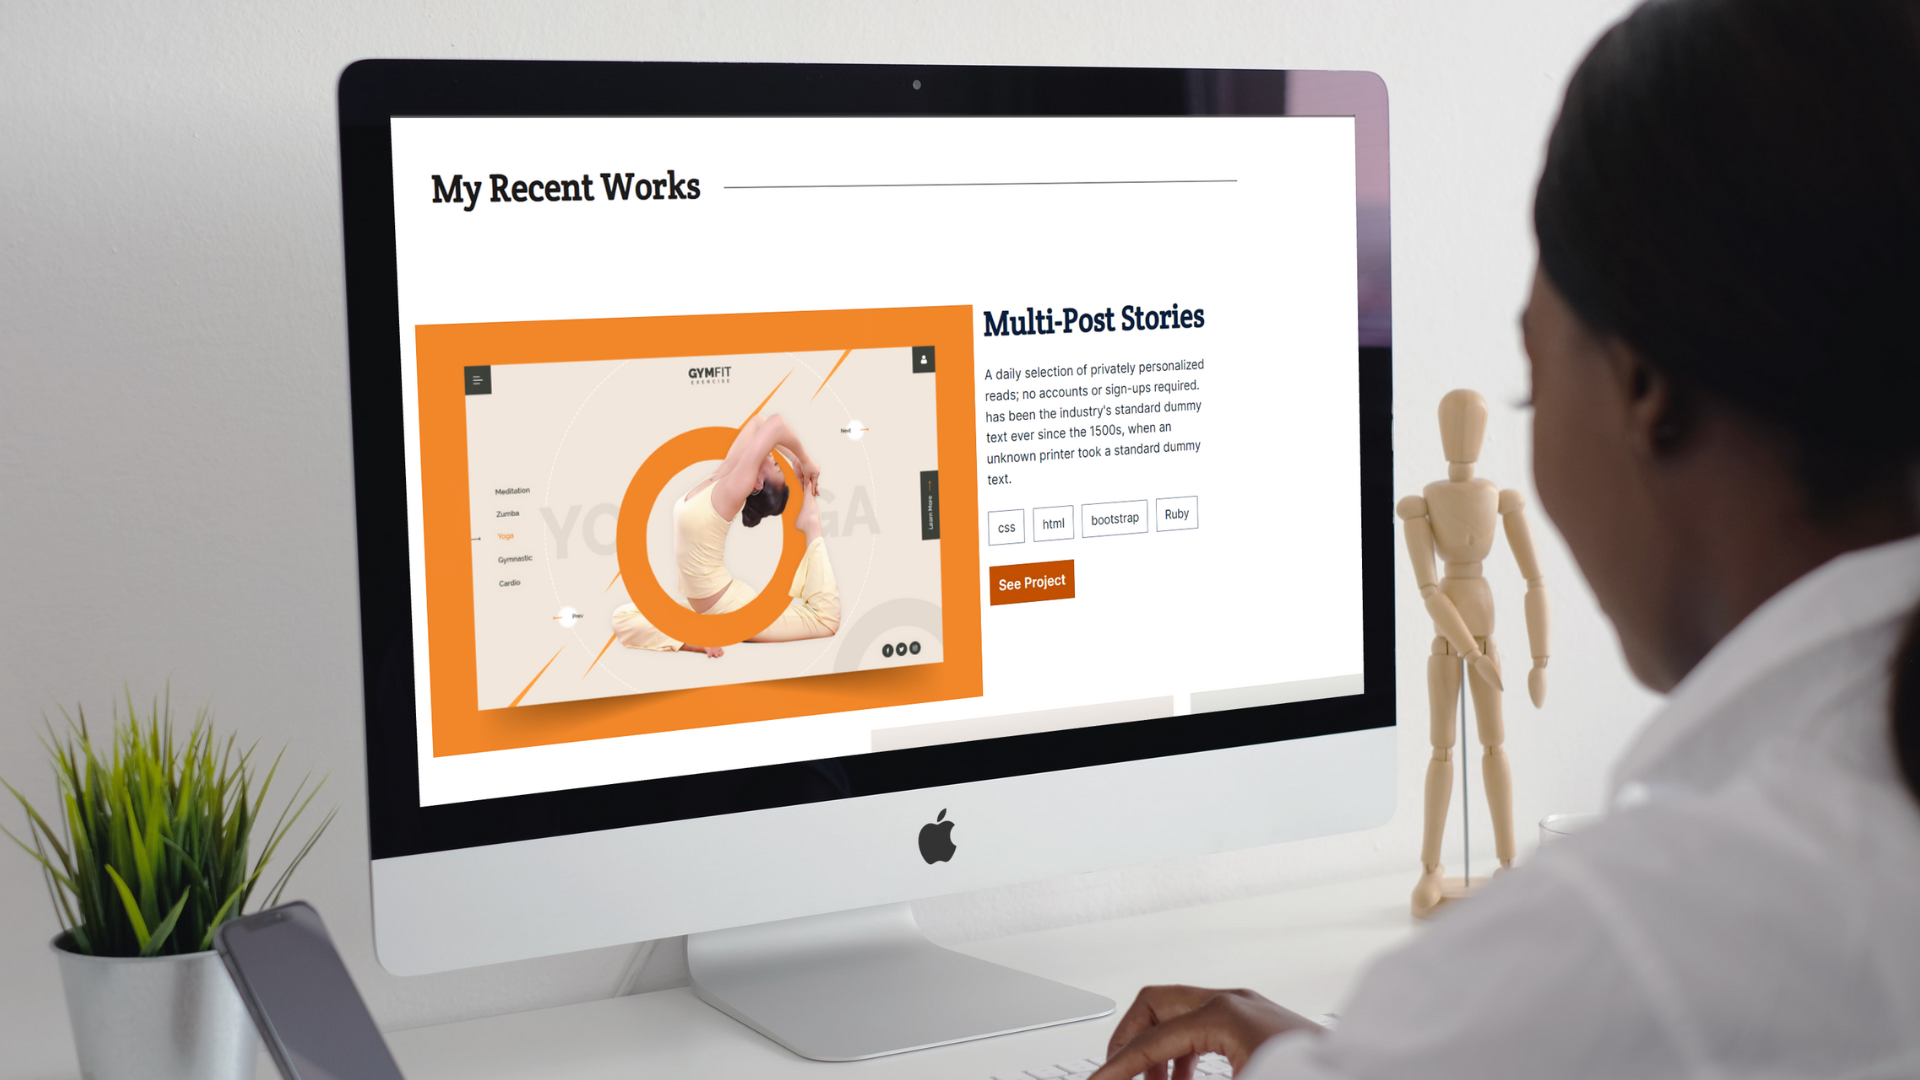 My Recent Works
GYMFIT
EXERCISE
Next
Meditation
Zumba
Yoga
Gymnastic
Cardio
YO GA
Learn More
Prev
Multi-Post Stories
A daily selection of privately personalized
reads; no accounts or sign-ups required.
has been the industry's standard dummy
text ever since the 1500s, when an
unknown printer took a standard dummy
text.
css
html
bootstrap
Ruby
See Project